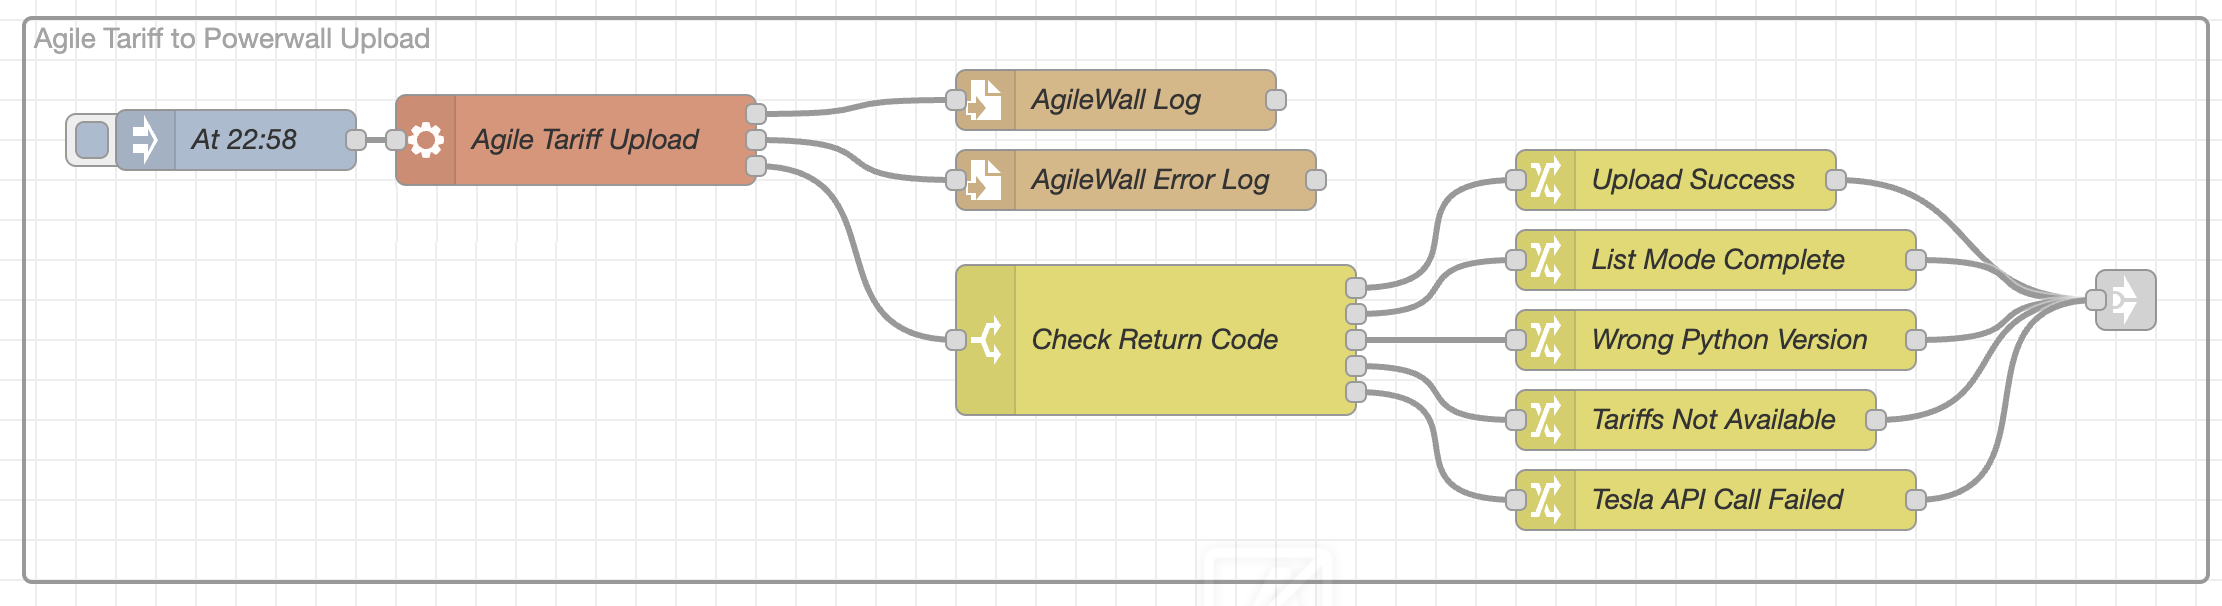 Agile Tariff to Powerwall Upload
At 22:58
Agile Tariff Upload
AgileWall Log
AgileWall Error Log
Check Return Code
Upload Success
List Mode Complete
Wrong Python Version
Tariffs Not Available
Tesla API Call Failed